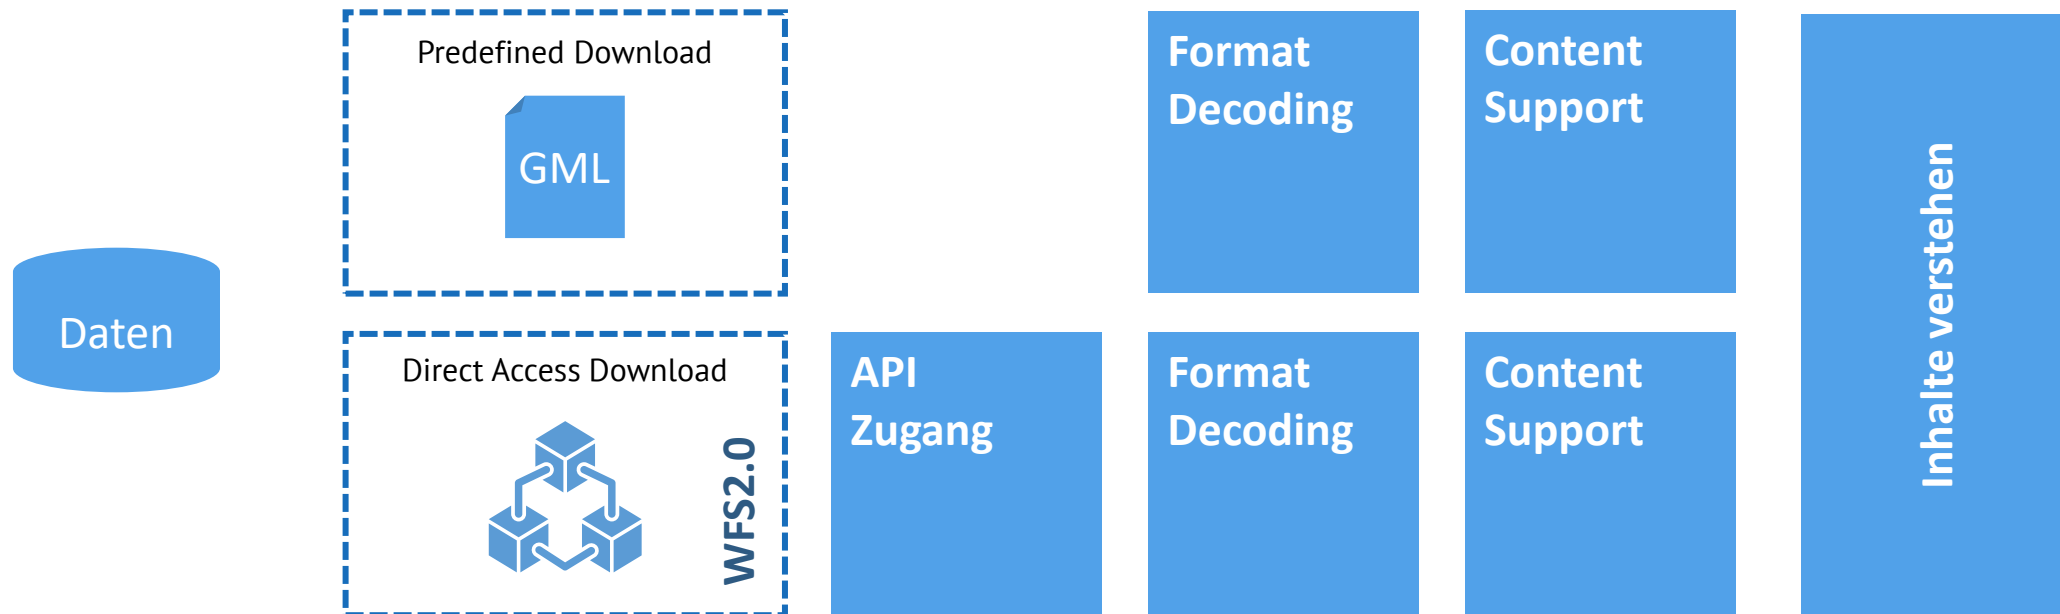 Daten
Predefined Download
GML
Format
Decoding
Content
Support
Direct Access Download
WFS2.0
API
Zugang
Format
Decoding
Content
Support
Inhalte verstehen